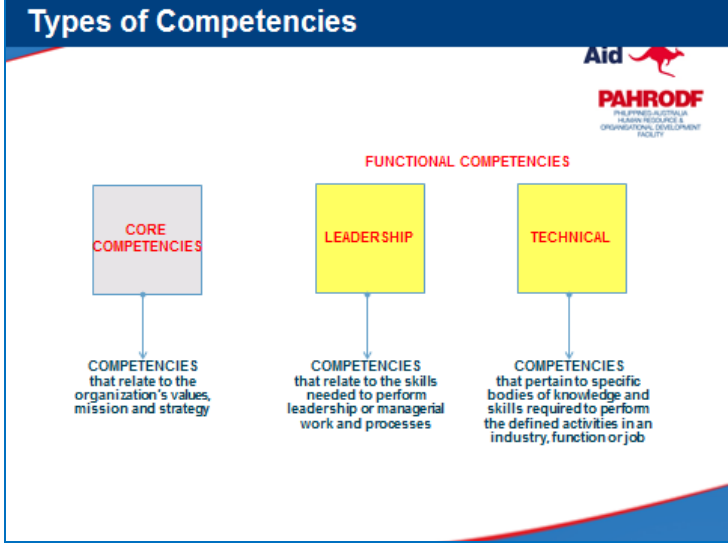 Types of Competencies
Aid
PAHRODF
PHILIPPINES-AUSTRALIA
HUMAN RESOURCE &
ORGANISATIONAL DEVELOPMENT
FACILITY
FUNCTIONAL COMPETENCIES
CORE
COMPETENCIES
LEADERSHIP
TECHNICAL
COMPETENCIES
that relate to the
organization's values,
mission and strategy
COMPETENCIES
that relate to the skills
needed to perform
leadership or managerial
work and processes
COMPETENCIES
that pertain to specific
bodies of knowledge and
skills required to perform
the defined activities in an
industry, function or job